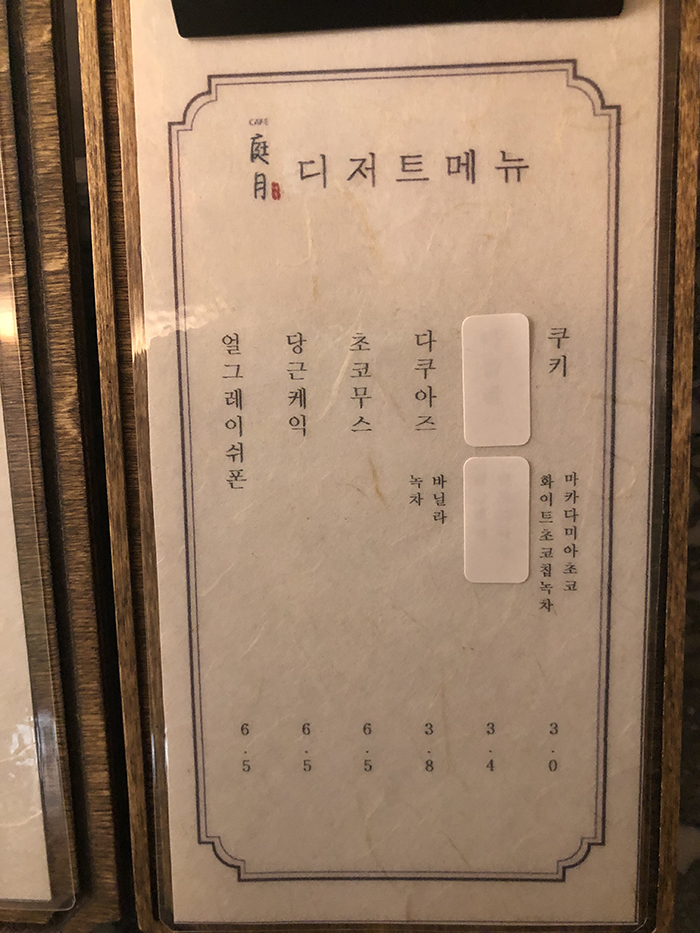 CAFE
庭月
디저트메뉴
쿠키
마카다미아초코
화이트초코칩녹차
3.0
3.4
다쿠아즈
바닐라
녹차
3.8
초코무스
6.5
당근케익
6.5
얼그레이쉬폰
6.5